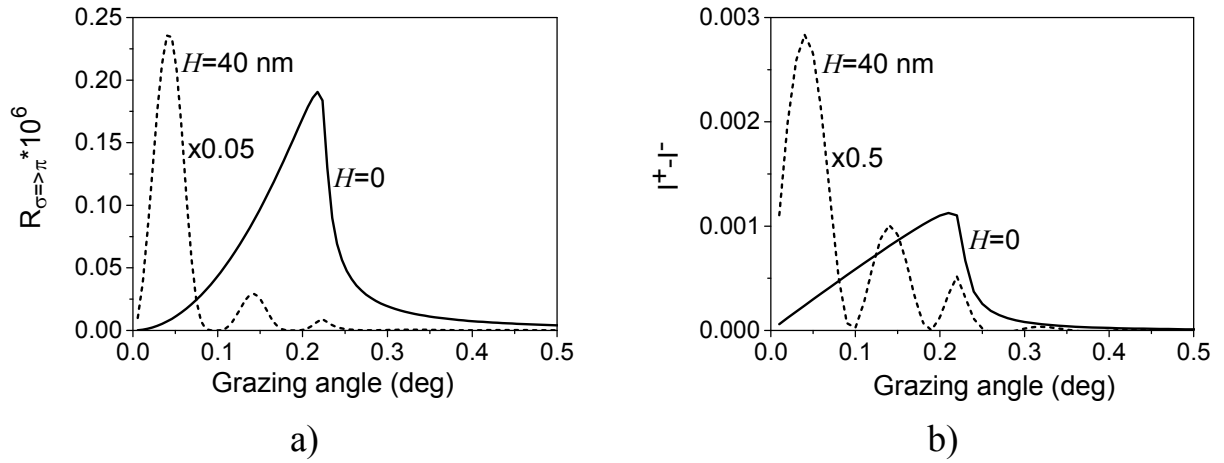 0.25
0.20
0.15
0.10
0.05
0.00
R_{σ=>π}*10^6
H=40 nm
x0.05
H=0
0.0 0.1 0.2 0.3 0.4 0.5
Grazing angle (deg)
a)
0.003
0.002
0.001
0.000
I^+-I^-
H=40 nm
x0.5
H=0
0.0 0.1 0.2 0.3 0.4 0.5
Grazing angle (deg)
b)